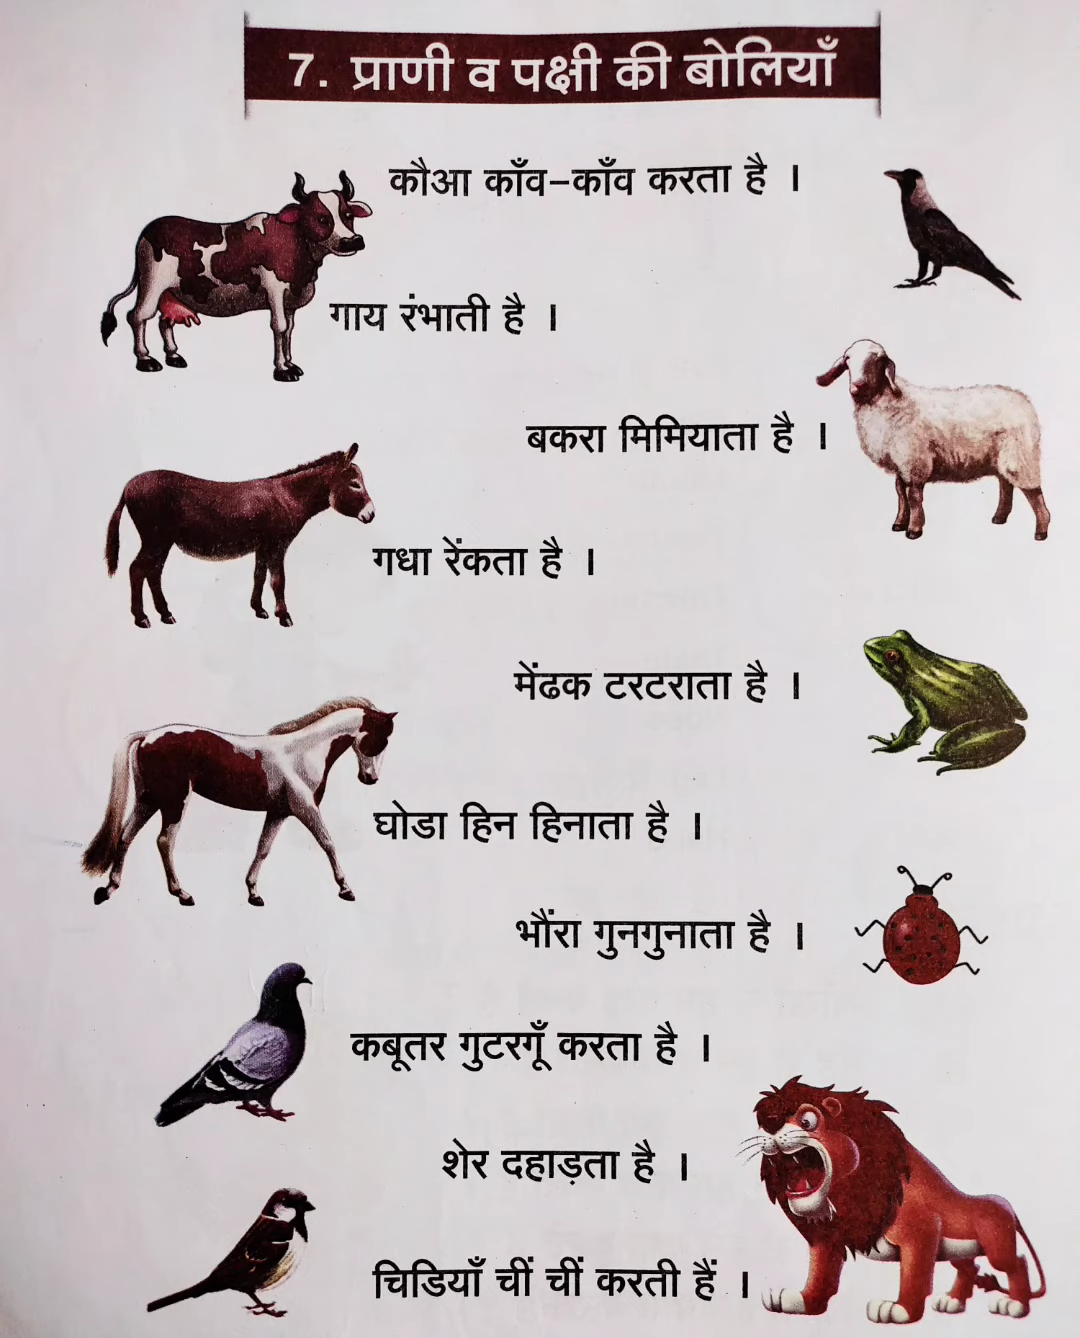 7. प्राणी व पक्षी की बोलियाँ
कौआ काँव-काँव करता है ।
गाय रंभाती है ।
बकरा मिमियाता है ।
गधा रेंकता है ।
मेंढक टरटराता है ।
घोडा हिन हिनाता है ।
भौंरा गुनगुनाता है ।
कबूतर गुटरगूँ करता है ।
शेर दहाड़ता है ।
चिडियाँ चीं चीं करती हैं ।